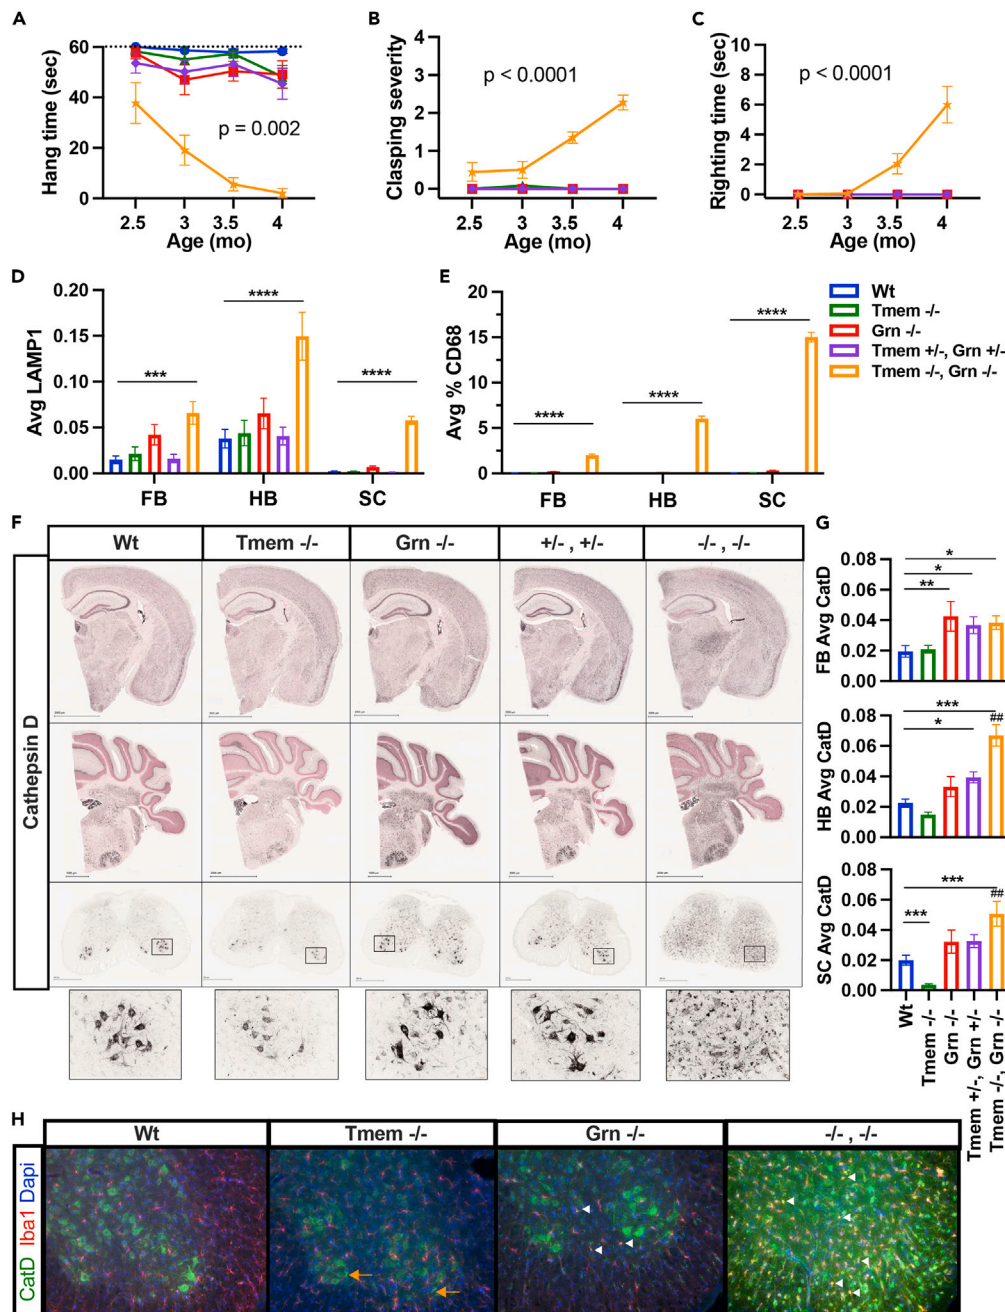 A
60
40
20
0
Hang time (sec)
p = 0.002
2.5 3 3.5 4
Age (mo)
B
4
3
2
1
0
Clasping severity
p < 0.0001
2.5 3 3.5 4
Age (mo)
C
10
8
6
4
2
0
Righting time (sec)
p < 0.0001
2.5 3 3.5 4
Age (mo)
D
0.20
0.15
0.10
0.05
0.00
Avg LAMP1
***
****
****
FB HB SC
E
20
15
10
5
0
Avg % CD68
****
****
****
FB HB SC
Wt
Tmem -/-
Grn -/-
Tmem +/-, Grn +/-
Tmem -/-, Grn -/-
F
Wt Tmem -/- Grn -/- +/- , +/- -/- , -/-
Cathepsin D
G
0.08
0.06
0.04
0.02
0.00
FB Avg CatD
*
*
**
0.08
0.06
0.04
0.02
0.00
HB Avg CatD
***
*
##
0.08
0.06
0.04
0.02
0.00
SC Avg CatD
***
***
##
Wt
Tmem -/-
Grn -/-
Tmem +/-, Grn +/-
Tmem -/-, Grn -/-
H
Wt Tmem -/- Grn -/- -/- , -/-
CatD Iba1 Dapi